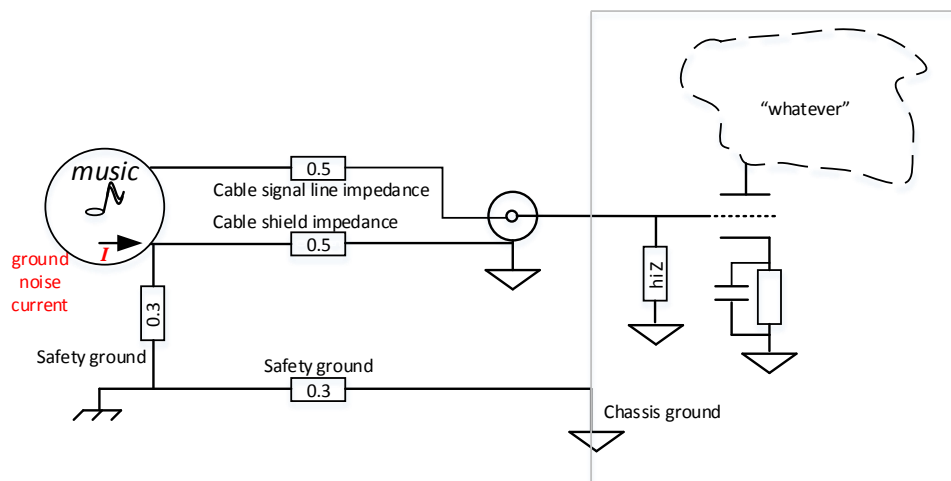 “whatever”
music
0.5
Cable signal line impedance
Cable shield impedance
0.5
I
ground
noise
current
hiZ
0.3
Safety ground
Safety ground
0.3
Chassis ground